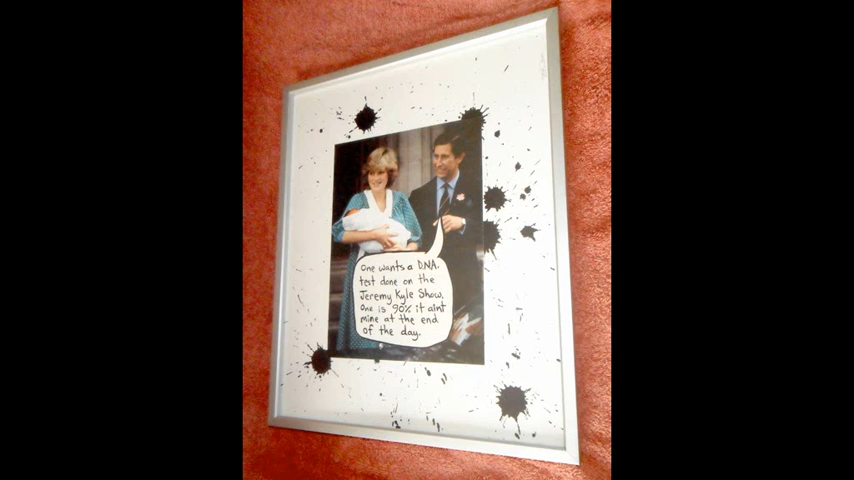 One wants a DNA.
test done on the
Jeremy Kyle Show.
One is 90% it aint
mine at the end
of the day.